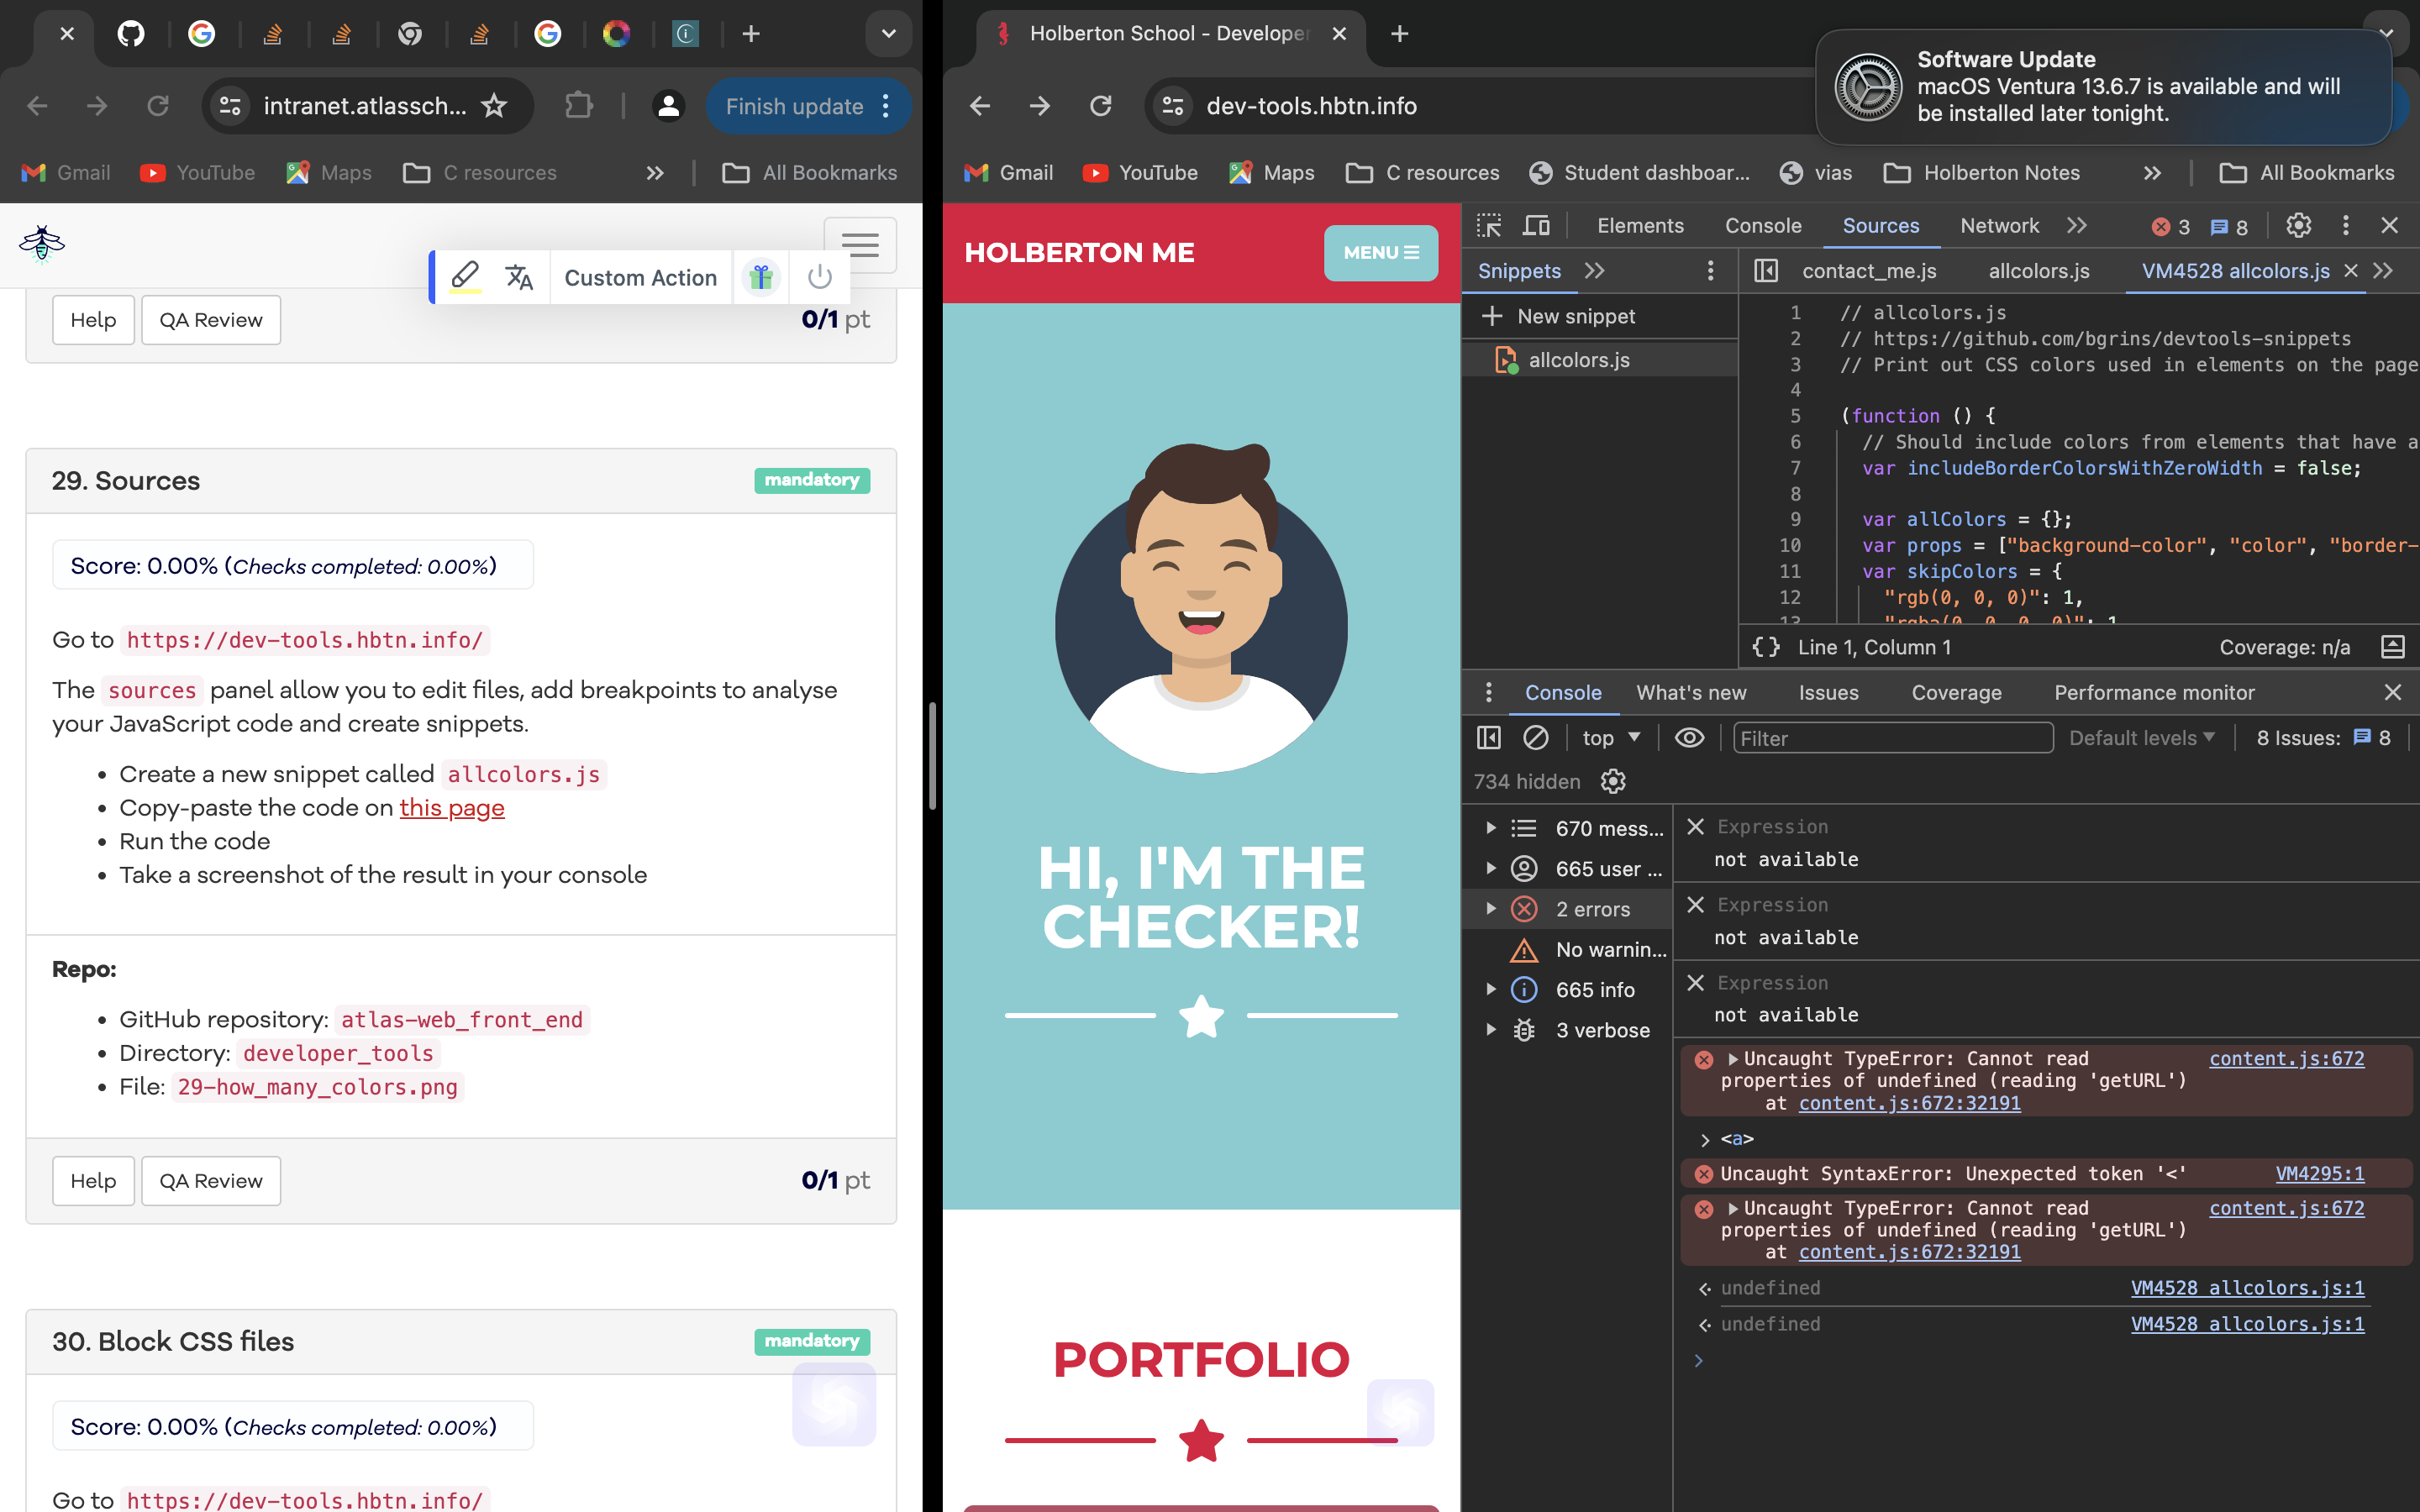 intranet.atlassch...
Finish update
Gmail
YouTube
Maps
C resources
All Bookmarks
Custom Action
Help
QA Review
0/1 pt
29. Sources
mandatory
Score: 0.00% (Checks completed: 0.00%)
Go to https://dev-tools.hbtn.info/
The sources panel allow you to edit files, add breakpoints to analyse
your JavaScript code and create snippets.
Create a new snippet called allcolors.js
Copy-paste the code on this page
Run the code
Take a screenshot of the result in your console
Repo:
GitHub repository: atlas-web_front_end
Directory: developer_tools
File: 29-how_many_colors.png
Help
QA Review
0/1 pt
30. Block CSS files
mandatory
Score: 0.00% (Checks completed: 0.00%)
Go to https://dev-tools.hbtn.info/
Holberton School - Developer
dev-tools.hbtn.info
Software Update
macOS Ventura 13.6.7 is available and will
be installed later tonight.
Gmail
YouTube
Maps
C resources
Student dashboar...
vias
Holberton Notes
All Bookmarks
HOLBERTON ME
MENU
HI, I'M THE
CHECKER!
PORTFOLIO
Elements
Console
Sources
Network
3
8
Snippets
New snippet
allcolors.js
contact_me.js
allcolors.js
VM4528 allcolors.js
1 // allcolors.js
2 // https://github.com/bgrins/devtools-snippets
3 // Print out CSS colors used in elements on the page
4
5 (function () {
6 // Should include colors from elements that have a
7 var includeBorderColorsWithZeroWidth = false;
8
9 var allColors = {};
10 var props = ["background-color", "color", "border-
11 var skipColors = {
12 "rgb(0, 0, 0)": 1,
13 "rgba(0, 0, 0, 0)": 1
{} Line 1, Column 1
Coverage: n/a
Console
What's new
Issues
Coverage
Performance monitor
top
Filter
Default levels
8 Issues:
8
734 hidden
670 mess...
665 user ...
2 errors
No warnin...
665 info
3 verbose
Expression
not available
Expression
not available
Expression
not available
Uncaught TypeError: Cannot read content.js:672
properties of undefined (reading 'getURL')
at content.js:672:32191
<a>
Uncaught SyntaxError: Unexpected token '<' VM4295:1
Uncaught TypeError: Cannot read content.js:672
properties of undefined (reading 'getURL')
at content.js:672:32191
undefined VM4528 allcolors.js:1
undefined VM4528 allcolors.js:1